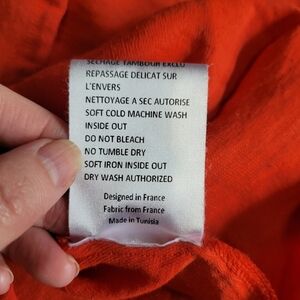 SECHAGE TAMBOUR EXCLU
REPASSAGE DELICAT SUR
L'ENVERS
NETTOYAGE A SEC AUTORISE
SOFT COLD MACHINE WASH
INSIDE OUT
DO NOT BLEACH
NO TUMBLE DRY
SOFT IRON INSIDE OUT
DRY WASH AUTHORIZED
Designed in France
Fabric from France
Made in Tunisia